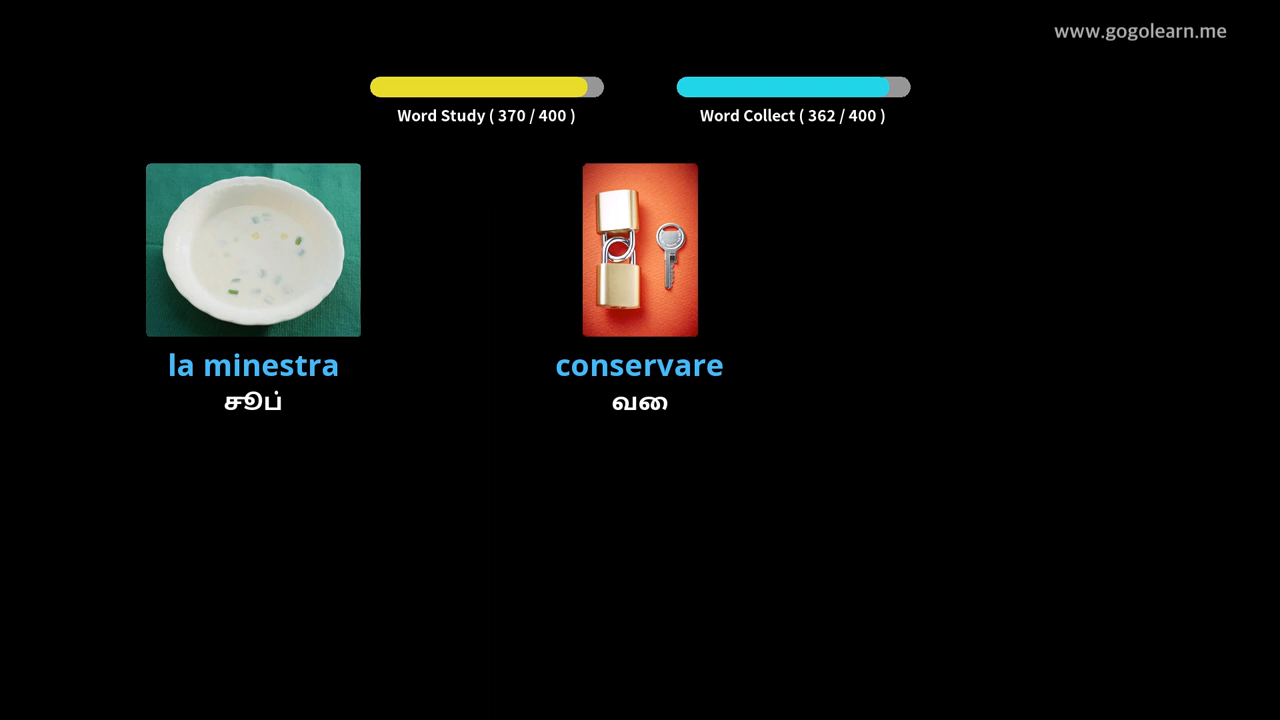 www.gogolearn.me
Word Study ( 370 / 400 )
Word Collect ( 362 / 400 )
la minestra
சூப்
conservare
வை